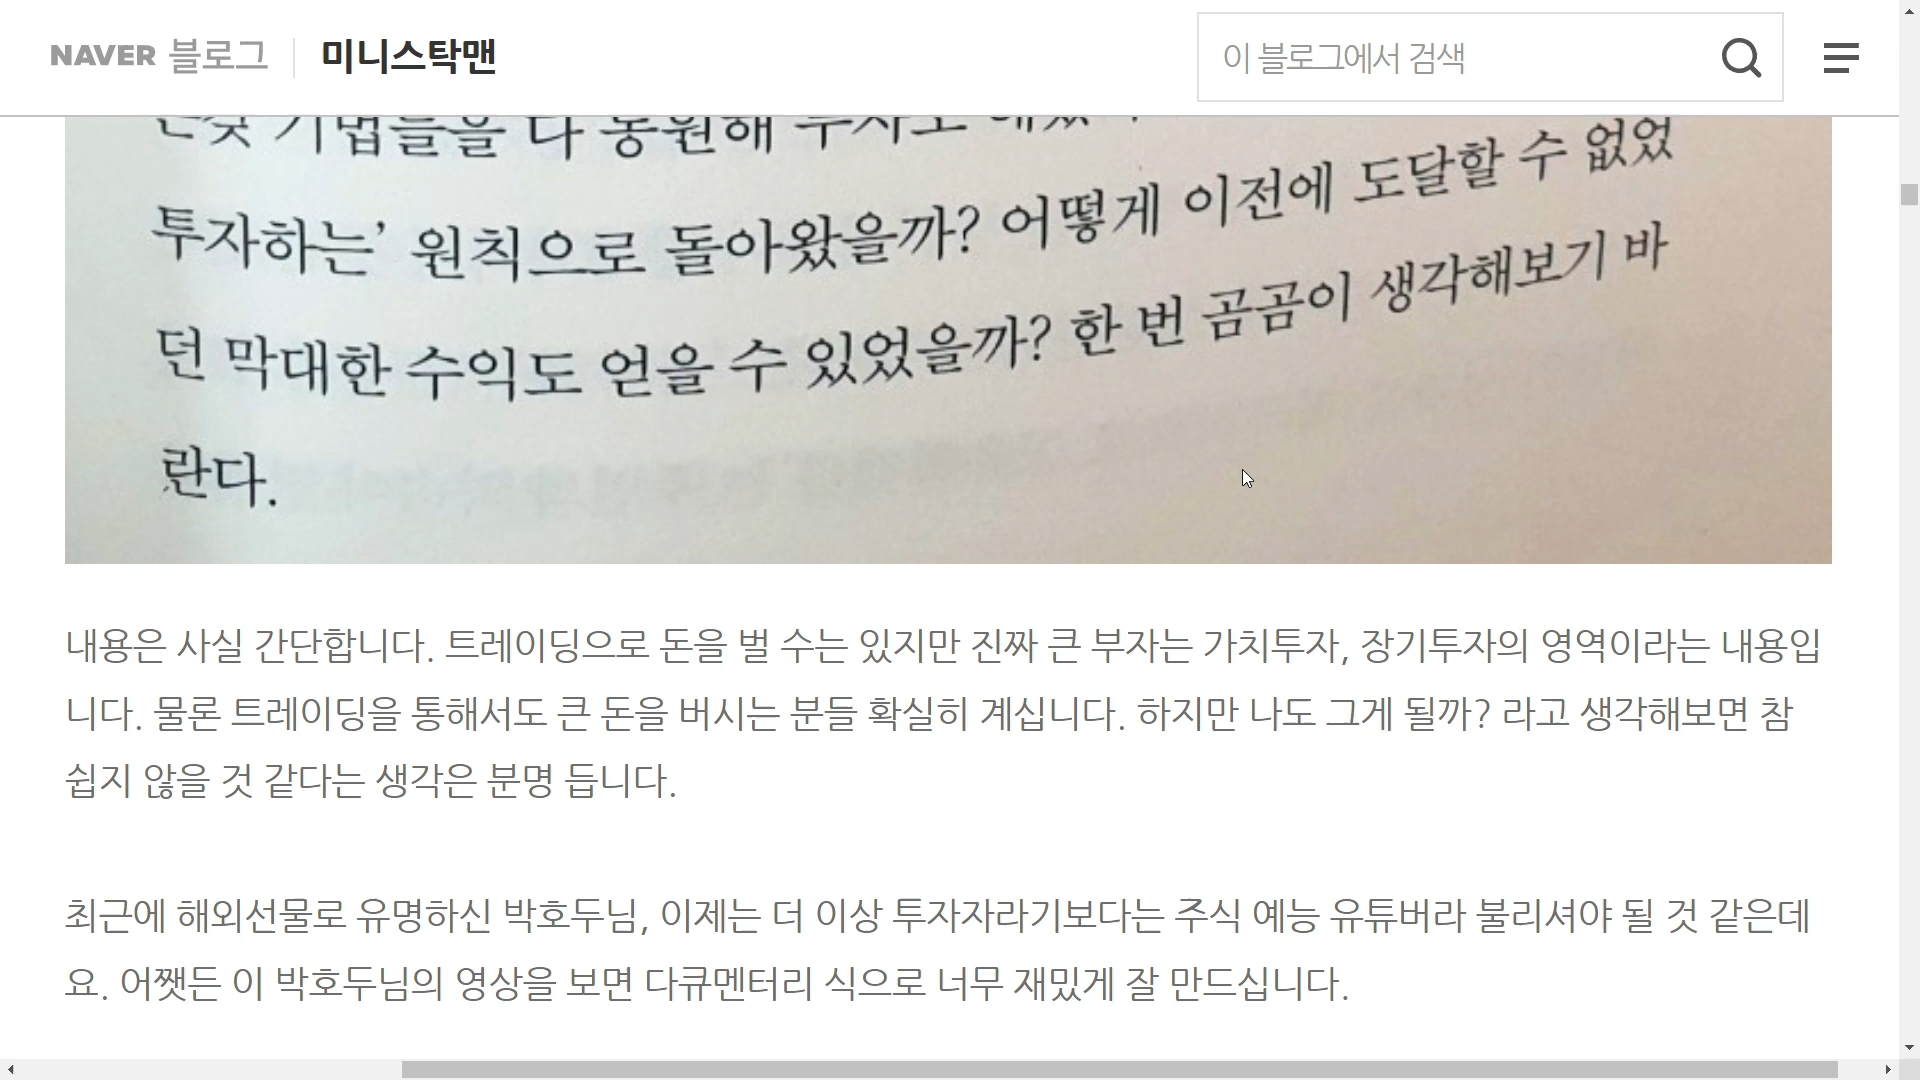 NAVER 블로그 미니스탁맨
이 블로그에서 검색
기법들을 다 동원해
투자하는’ 원칙으로 돌아왔을까? 어떻게 이전에 도달할 수 없었
던 막대한 수익도 얻을 수 있었을까? 한 번 곰곰이 생각해보기 바
란다.
내용은 사실 간단합니다. 트레이딩으로 돈을 벌 수는 있지만 진짜 큰 부자는 가치투자, 장기투자의 영역이라는 내용입
니다. 물론 트레이딩을 통해서도 큰 돈을 버시는 분들 확실히 계십니다. 하지만 나도 그게 될까? 라고 생각해보면 참
쉽지 않을 것 같다는 생각은 분명 듭니다.
최근에 해외선물로 유명하신 박호두님, 이제는 더 이상 투자자라기보다는 주식 예능 유튜버라 불리셔야 될 것 같은데
요. 어쨋든 이 박호두님의 영상을 보면 다큐멘터리 식으로 너무 재밌게 잘 만드십니다.